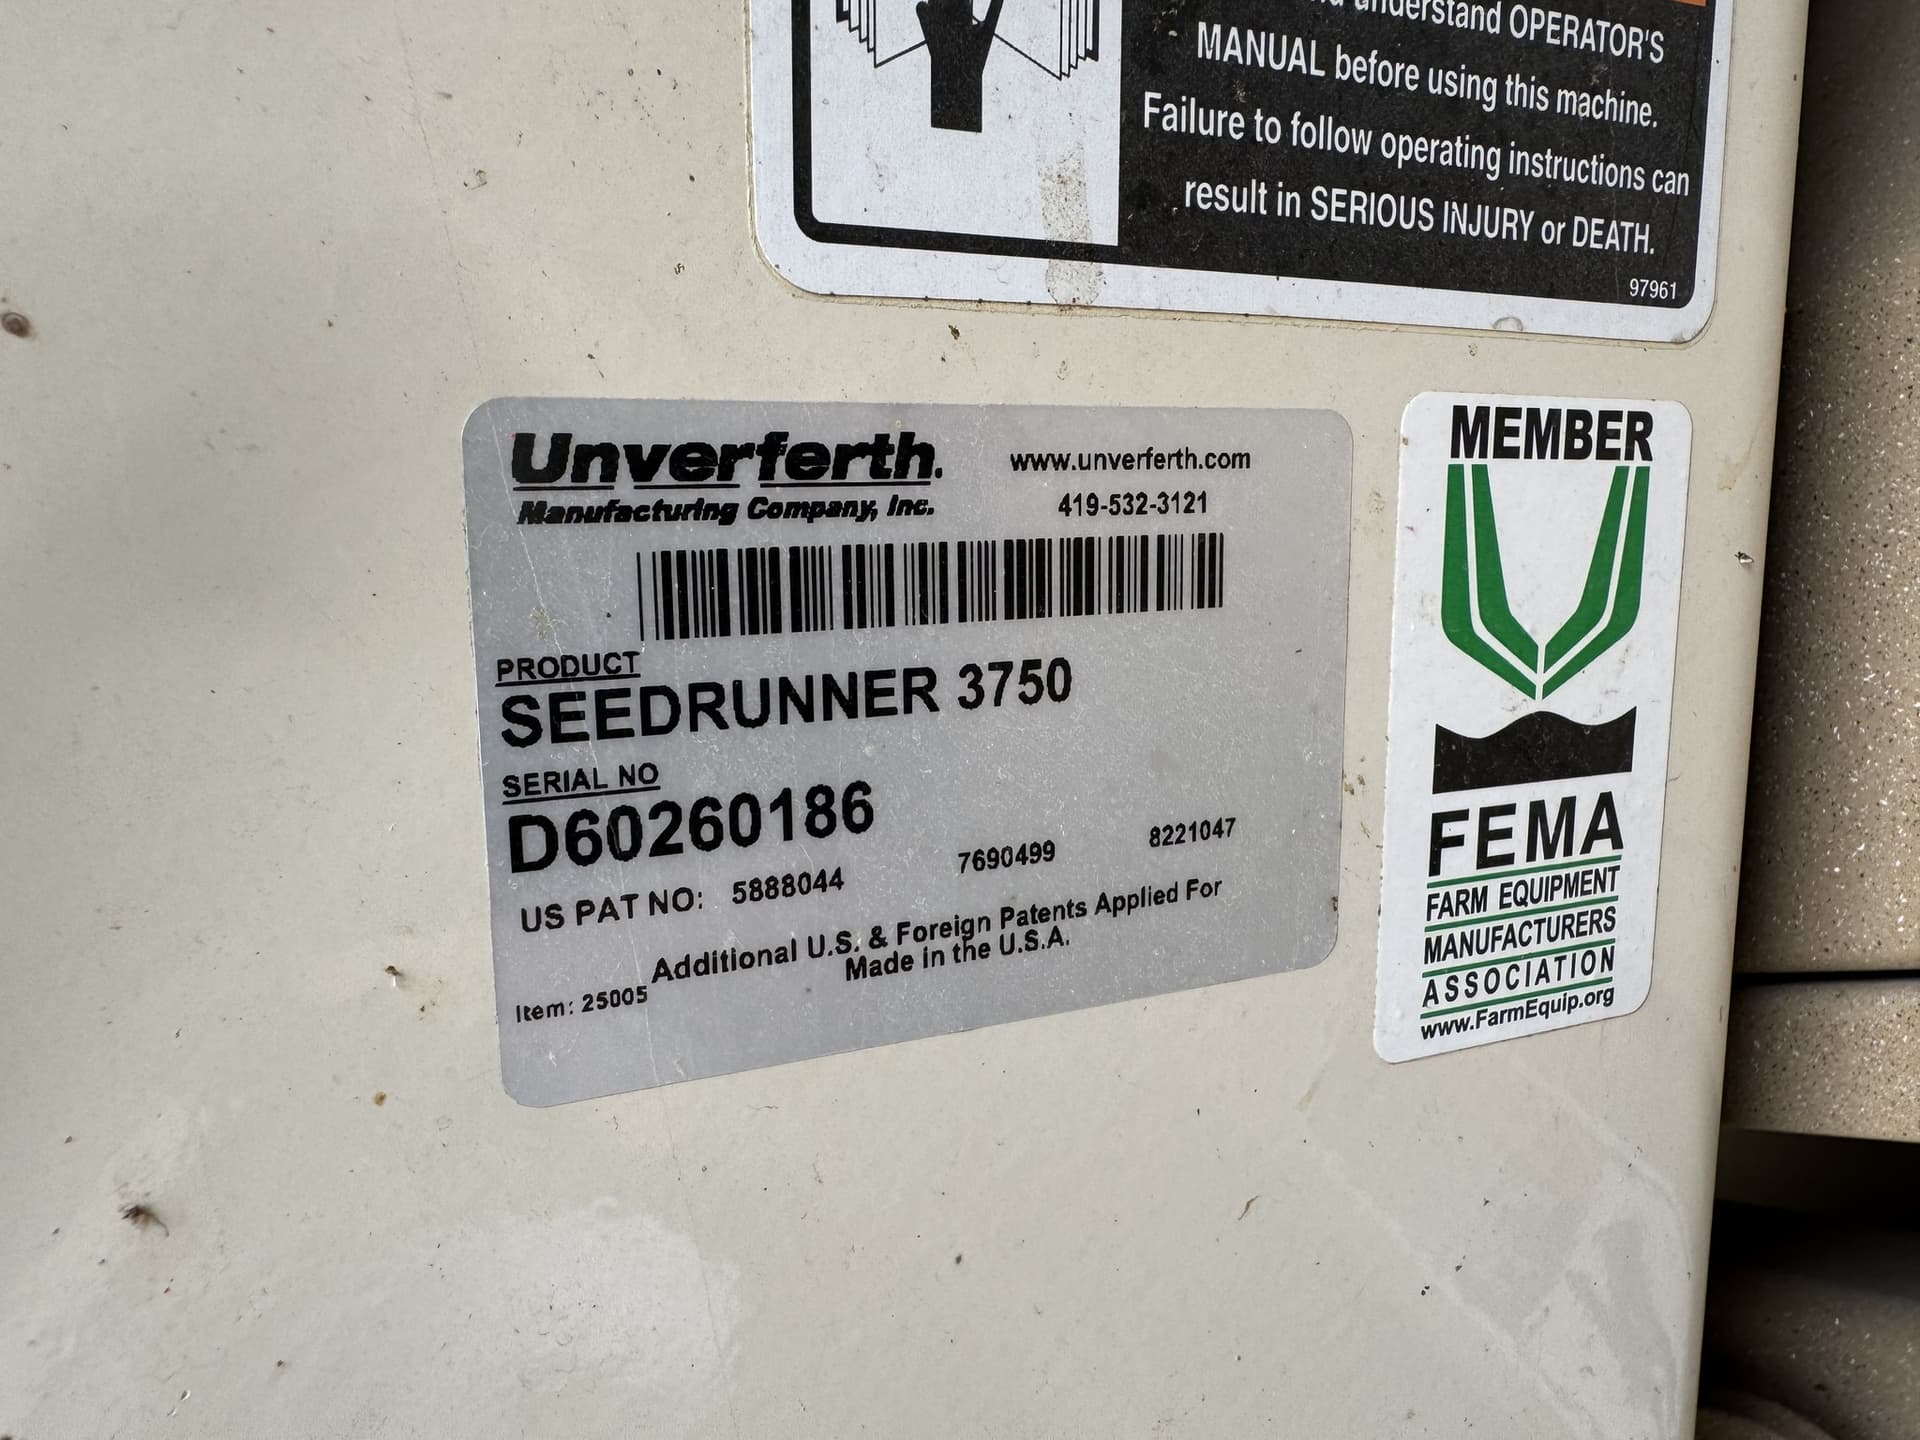 understand OPERATOR'S
MANUAL before using this machine.
Failure to follow operating instructions can
result in SERIOUS INJURY or DEATH.
97961
Unverferth.
Manufacturing Company, Inc.
www.unverferth.com
419-532-3121
PRODUCT
SEEDRUNNER 3750
SERIAL NO
D60260186
US PAT NO: 5888044 7690499 8221047
Additional U.S. & Foreign Patents Applied For
Made in the U.S.A.
Item: 25005
MEMBER
FEMA
FARM EQUIPMENT
MANUFACTURERS
ASSOCIATION
www.FarmEquip.org